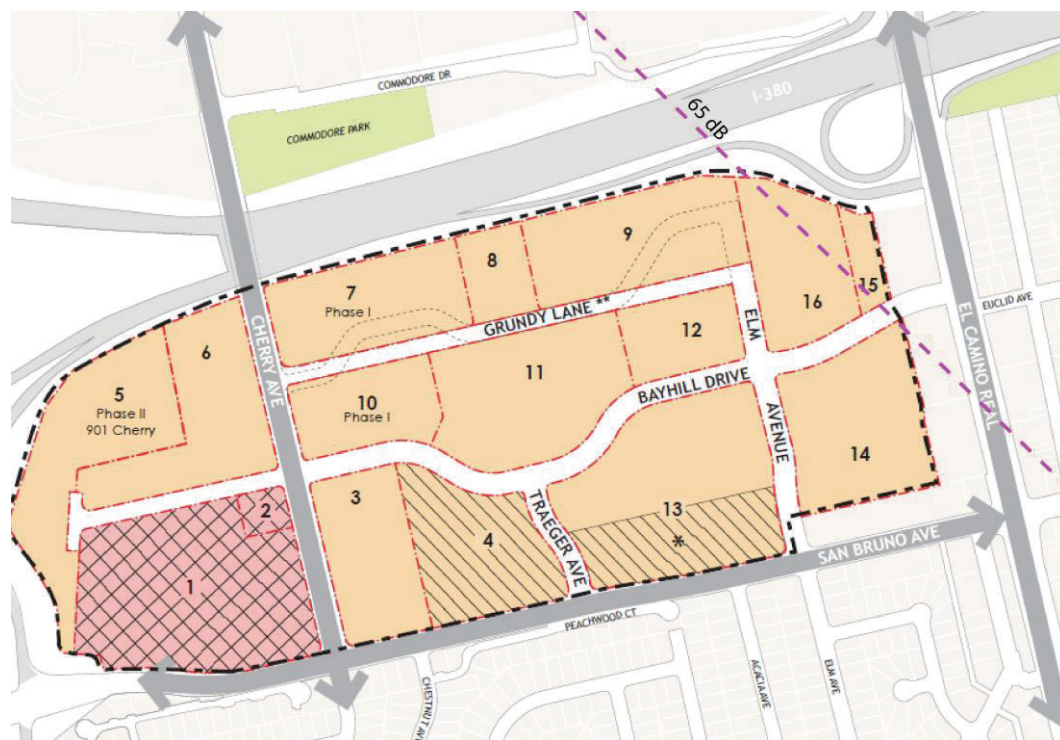 COMMODORE DR
I-380
65 dB
COMMODORE PARK
9
8
7
Phase I
15
16
GRUNDY LANE **
EUCLID AVE
CHERRY AVE
6
12
ELM
EL CAMINO REAL
11
5
Phase II
901 Cherry
10
Phase I
BAYHILL DRIVE
AVENUE
14
3
2
13
*
4
TRAEGER AVE
SAN BRUNO AVE
1
PEACHWOOD CT
CHESTNUT AVE
ACACIA AVE
ELM AVE